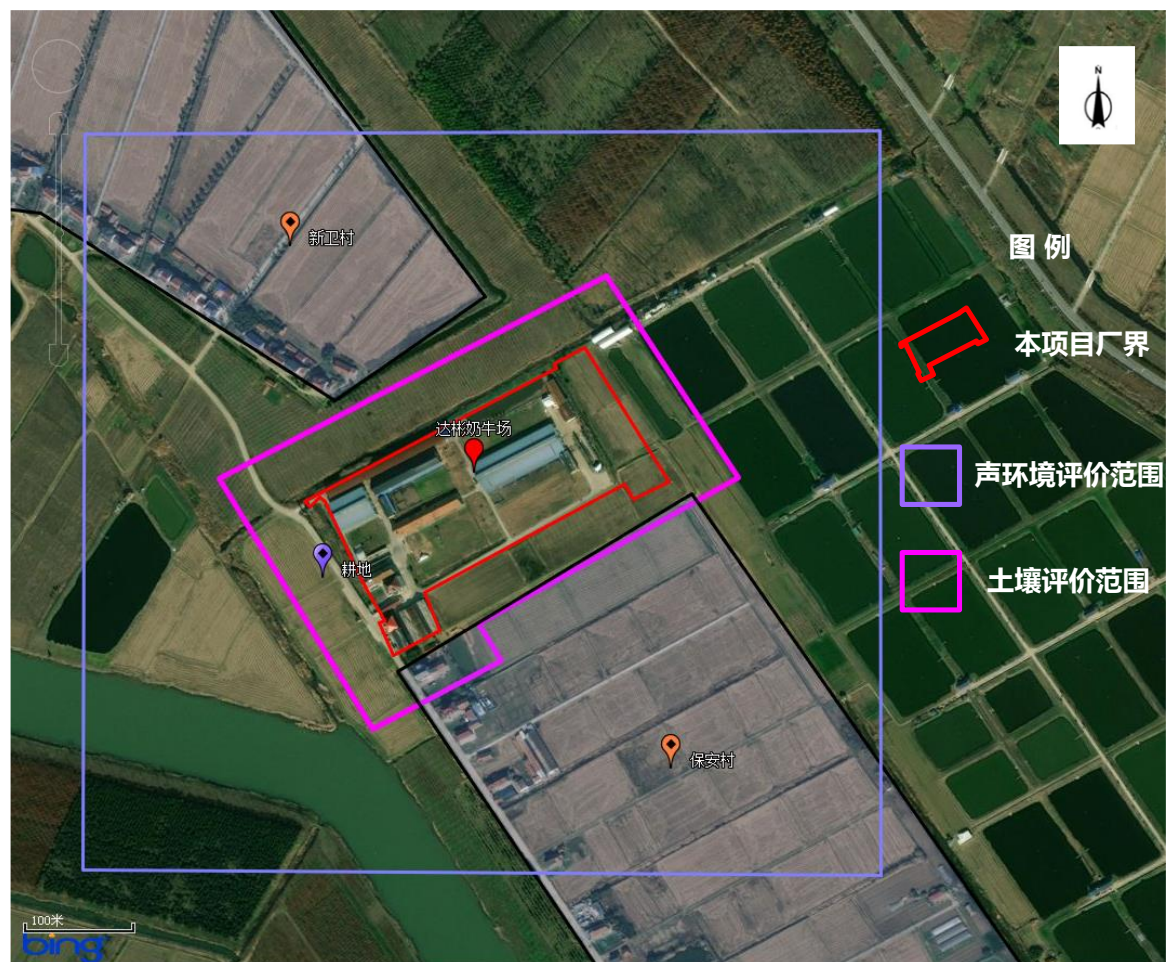 N
新卫村
图 例
本项目厂界
达彬奶牛场
声环境评价范围
耕地
土壤评价范围
保安村
100米
bing